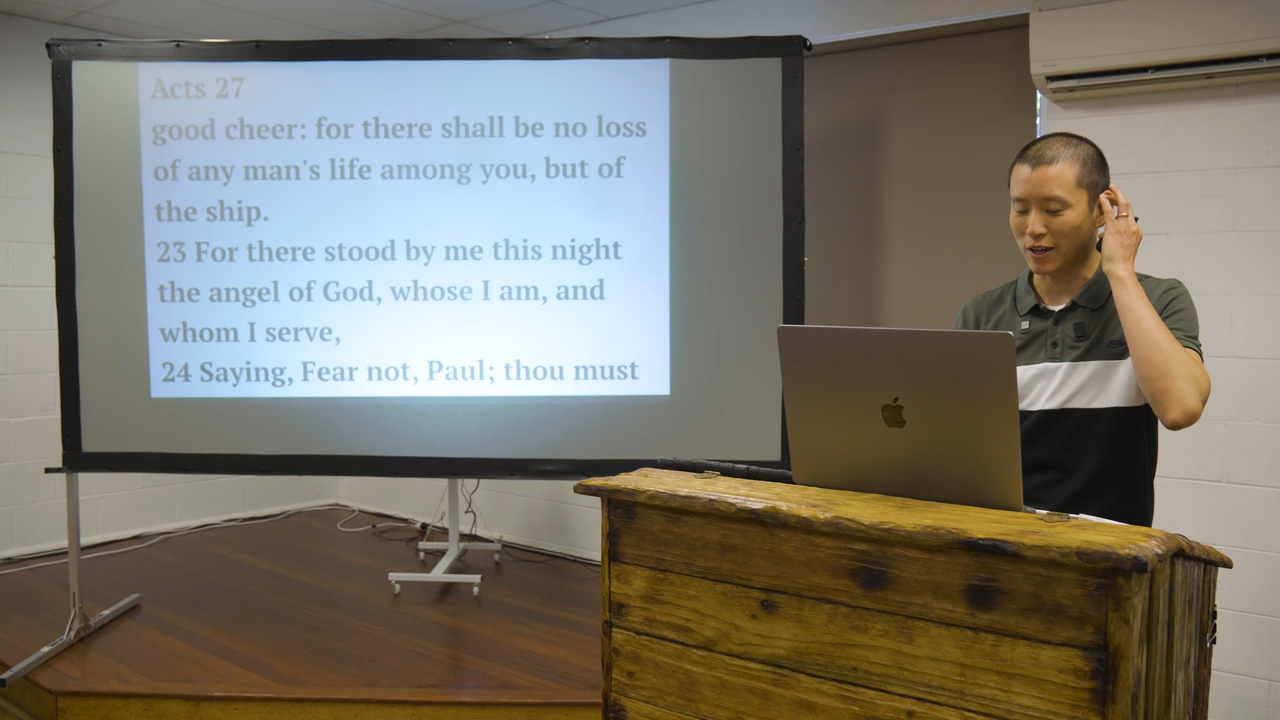 Acts 27
good cheer: for there shall be no loss
of any man's life among you, but of
the ship.
23 For there stood by me this night
the angel of God, whose I am, and
whom I serve,
24 Saying, Fear not, Paul; thou must